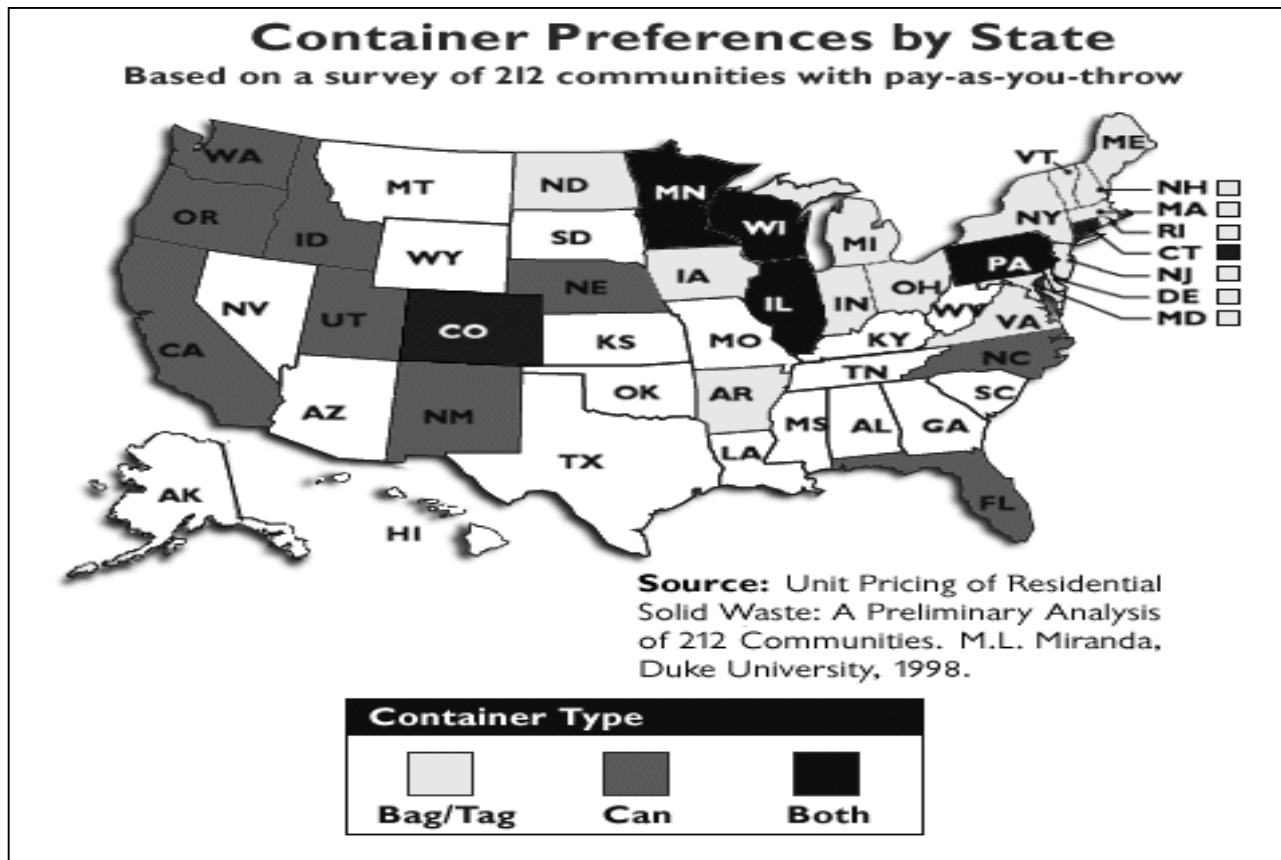 Container Preferences by State
Based on a survey of 212 communities with pay-as-you-throw
WA
MT
ND
MN
VT
ME
NH
MA
RI
CT
NJ
DE
MD
OR
ID
WY
SD
WI
MI
NY
PA
NV
UT
CO
NE
IA
IL
IN
OH
WV
VA
CA
KS
MO
KY
NC
AZ
NM
OK
AR
TN
SC
TX
LA
MS
AL
GA
FL
AK
HI
Source: Unit Pricing of Residential
Solid Waste: A Preliminary Analysis
of 212 Communities. M.L. Miranda,
Duke University, 1998.
Container Type
Bag/Tag Can Both